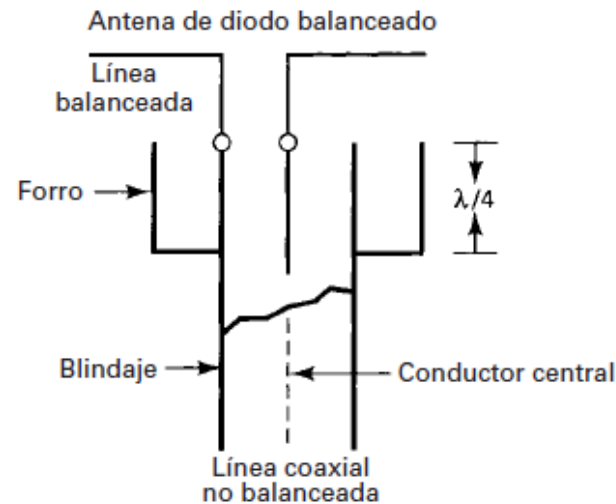 Antena de diodo balanceado
Línea
balanceada
Forro
λ/4
Blindaje
Conductor central
Línea coaxial
no balanceada